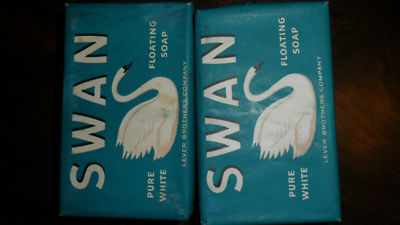 SWAN
PURE
WHITE
FLOATING
SOAP
LEVER BROTHERS COMPANY
SWAN
PURE
WHITE
FLOATING
SOAP
LEVER BROTHERS COMPANY